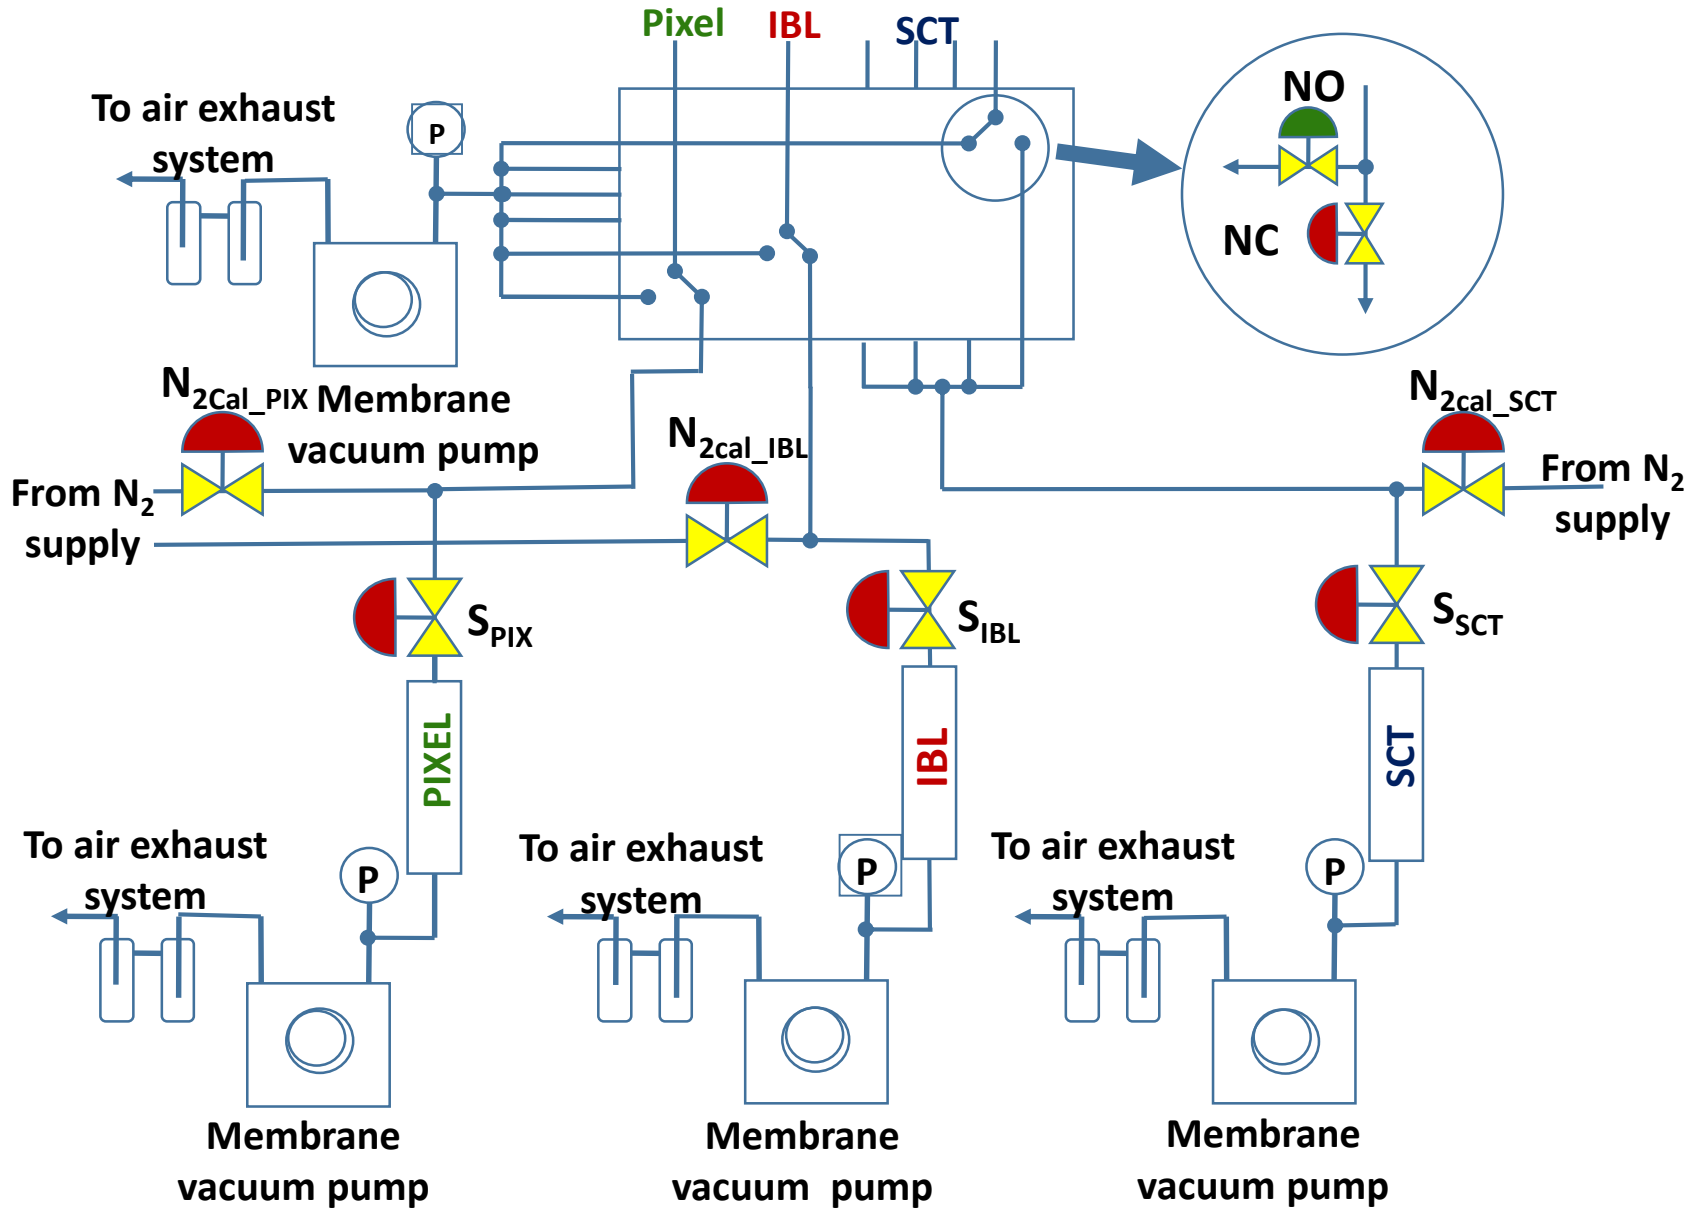 Pixel
IBL
SCT
To air exhaust
system
P
NO
NC
N2Cal_PIX
Membrane
vacuum pump
N2cal_IBL
N2cal_SCT
From N2
supply
From N2
supply
SPIX
SIBL
SSCT
PIXEL
IBL
SCT
To air exhaust
system
P
To air exhaust
system
P
To air exhaust
system
P
Membrane
vacuum pump
Membrane
vacuum pump
Membrane
vacuum pump